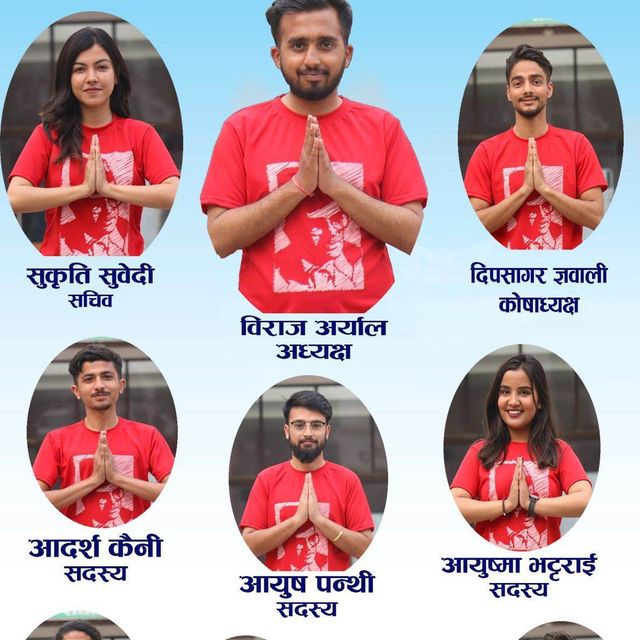 सुकृति सुवेदी
सचिव
विराज अर्याल
अध्यक्ष
दिपसागर ज्ञवाली
कोषाध्यक्ष
आदर्श कैनी
सदस्य
आयुष पन्थी
सदस्य
आयुष्मा भट्टराई
सदस्य